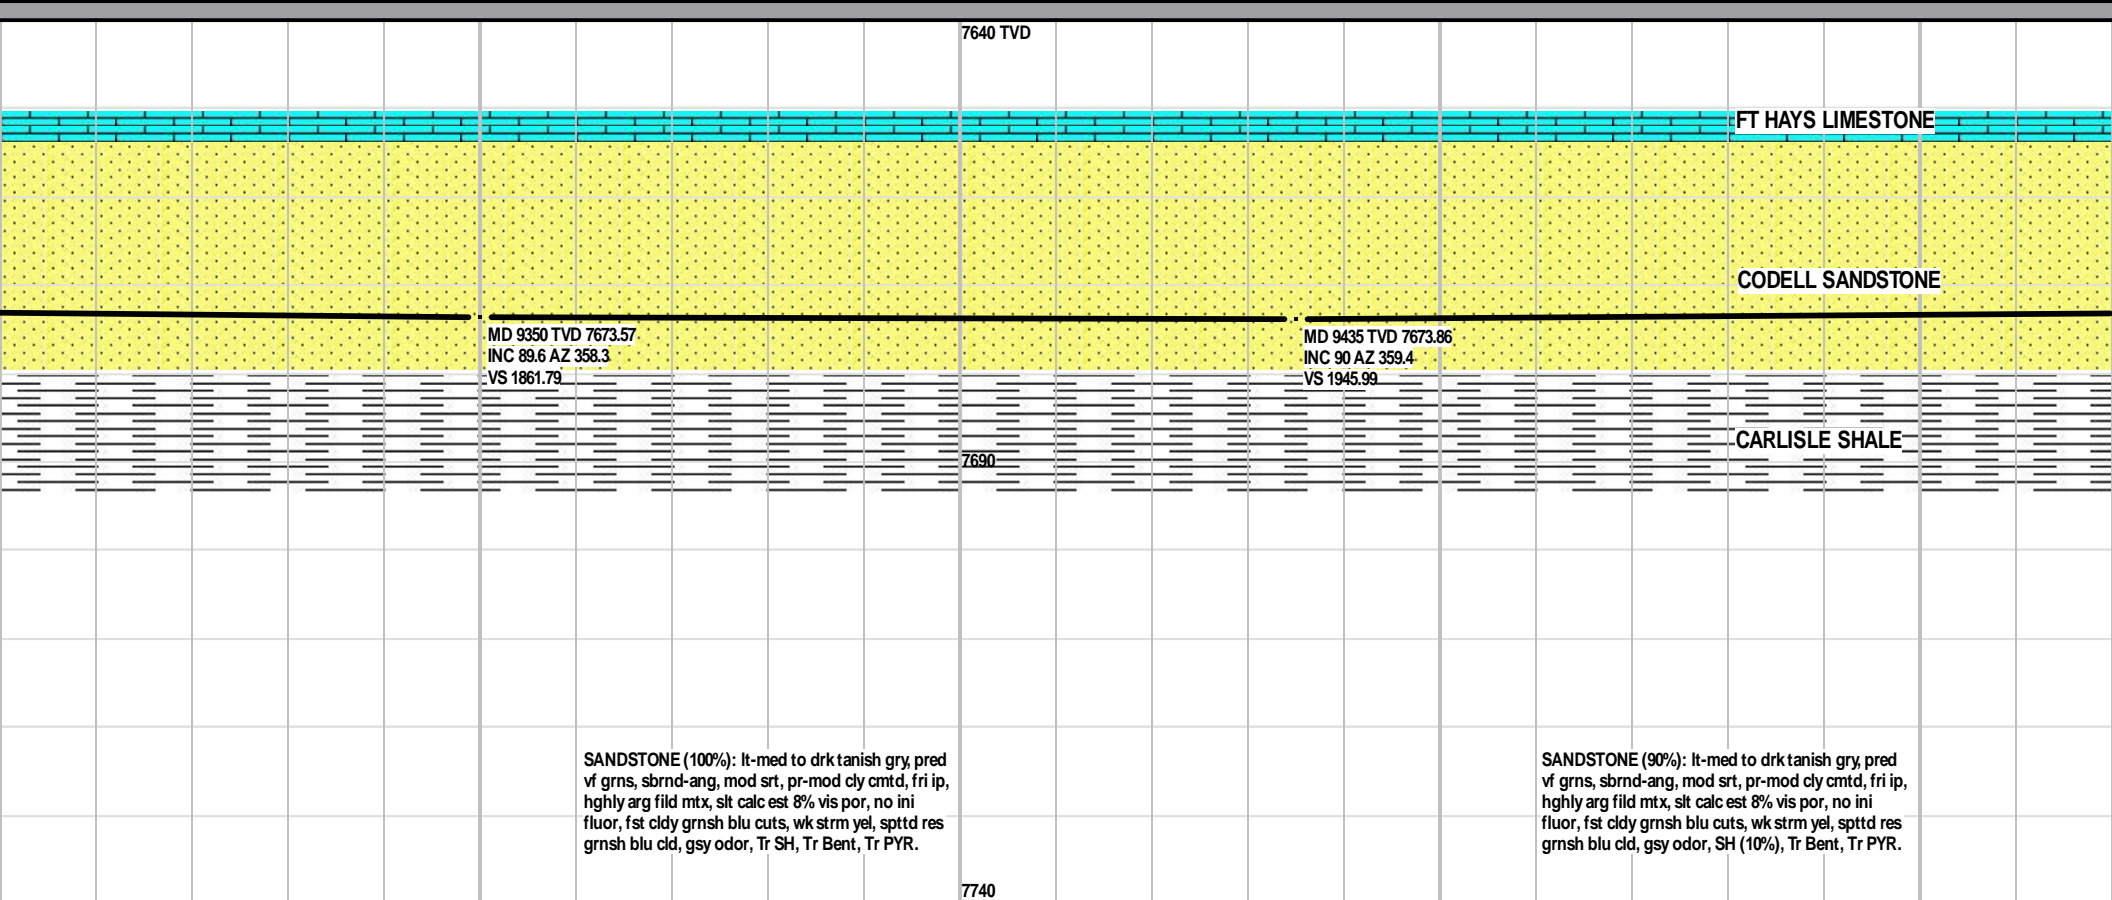 7640 TVD
FT HAYS LIMESTONE
CODELL SANDSTONE
MD 9350 TVD 7673.57
INC 89.6 AZ 358.3
VS 1861.79
MD 9435 TVD 7673.86
INC 90 AZ 359.4
VS 1945.99
CARLISLE SHALE
7690
SANDSTONE (100%): lt-med to drk tanish gry, pred
vf grns, sbrnd-ang, mod srt, pr-mod cly cmtd, fri ip,
hghly arg fild mtx, slt calc est 8% vis por, no ini
fluor, fst cldy grnsh blu cuts, wk strm yel, spttd res
grnsh blu cld, gsy odor, Tr SH, Tr Bent, Tr PYR.
SANDSTONE (90%): lt-med to drk tanish gry, pred
vf grns, sbrnd-ang, mod srt, pr-mod cly cmtd, fri ip,
hghly arg fild mtx, slt calc est 8% vis por, no ini
fluor, fst cldy grnsh blu cuts, wk strm yel, spttd res
grnsh blu cld, gsy odor, SH (10%), Tr Bent, Tr PYR.
7740